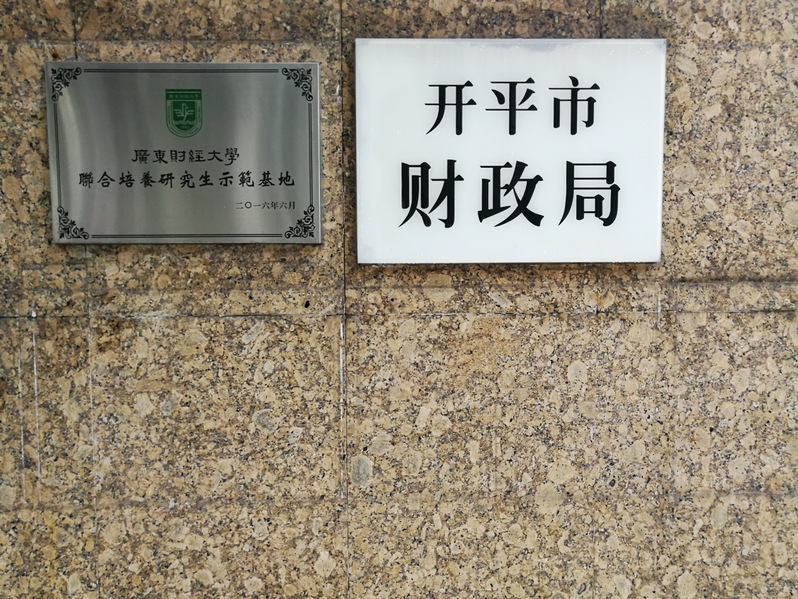 廣東財經大學
聯合培養研究生示範基地
二〇一六年六月
开平市
财政局